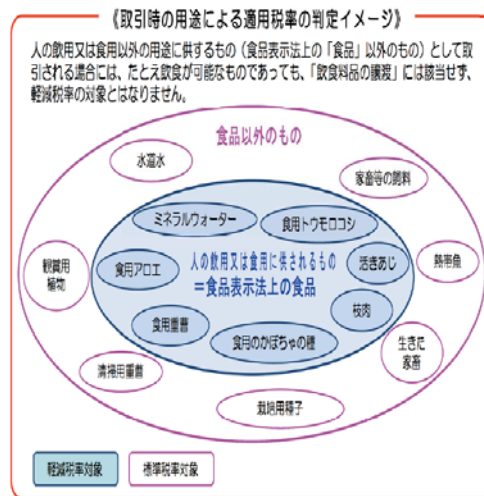 《取引時の用途による適用税率の判定イメージ》
人の飲用又は食用以外の用途に供するもの（食品表示法上の「食品」以外のもの）として取
引される場合には、たとえ飲食が可能なものであっても、「飲食料品の譲渡」には該当せず、
軽減税率の対象とはなりません。
食品以外のもの
水道水
家畜等の飼料
ミネラルウォーター
食用トウモロコシ
観賞用
植物
食用アロエ
人の飲用又は食用に供されるもの
＝食品表示法上の食品
活きあじ
熱帯魚
食用重曹
枝肉
食用のかぼちゃの種
生きた
家畜
清掃用重曹
栽培用種子
軽減税率対象
標準税率対象